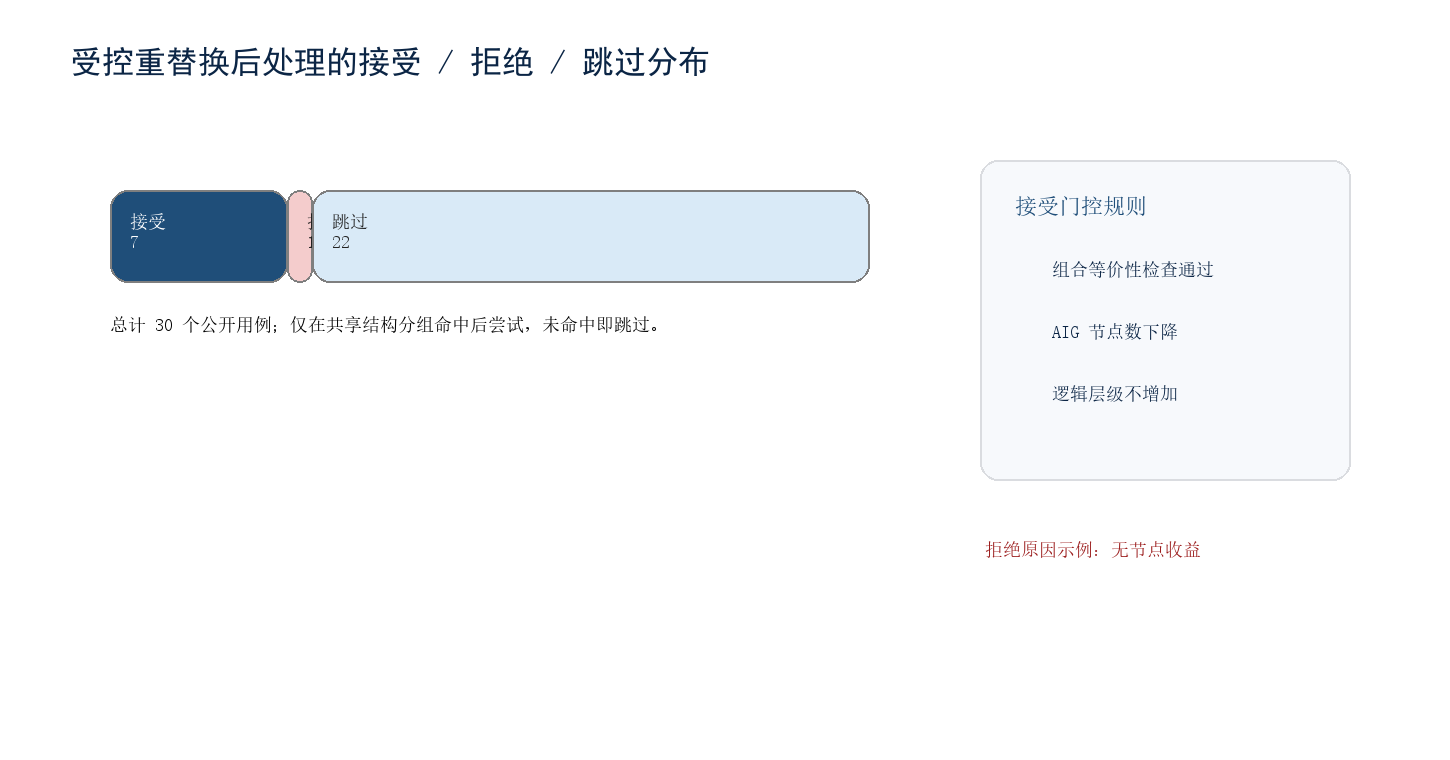 受控重替换后处理的接受 / 拒绝 / 跳过分布
接受
7
跳过
22
总计 30 个公开用例；仅在共享结构分组命中后尝试，未命中即跳过。
接受门控规则
组合等价性检查通过
AIG 节点数下降
逻辑层级不增加
拒绝原因示例：无节点收益